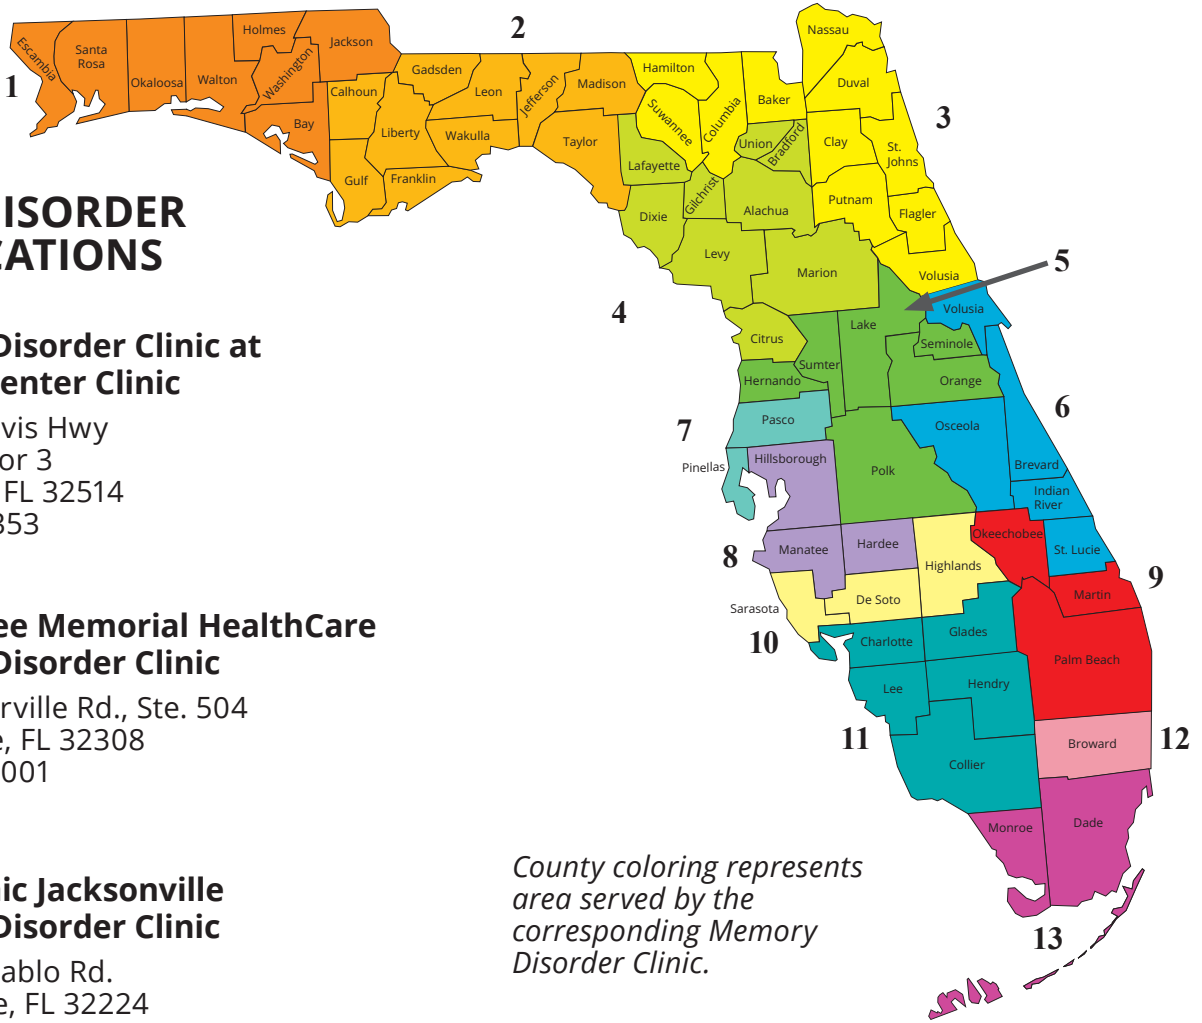 ISORDER
CATIONS
Disorder Clinic at
enter Clinic
vis Hwy
or 3
FL 32514
353
ee Memorial HealthCare
Disorder Clinic
rville Rd., Ste. 504
e, FL 32308
001
ic Jacksonville
Disorder Clinic
ablo Rd.
e, FL 32224
1
2
3
4
5
6
7
8
9
10
11
12
13
Escambia
Santa
Rosa
Okaloosa
Walton
Holmes
Washington
Jackson
Bay
Calhoun
Gulf
Liberty
Gadsden
Franklin
Leon
Wakulla
Jefferson
Madison
Taylor
Hamilton
Suwannee
Columbia
Baker
Nassau
Duval
Union
Bradford
Clay
St.
Johns
Lafayette
Gilchrist
Dixie
Alachua
Putnam
Flagler
Levy
Marion
Volusia
Volusia
Citrus
Lake
Sumter
Seminole
Hernando
Orange
Pasco
Osceola
Pinellas
Hillsborough
Polk
Brevard
Indian
River
Manatee
Hardee
Highlands
Okeechobee
St. Lucie
Martin
Sarasota
De Soto
Charlotte
Glades
Palm Beach
Lee
Hendry
Collier
Broward
Monroe
Dade
County coloring represents
area served by the
corresponding Memory
Disorder Clinic.